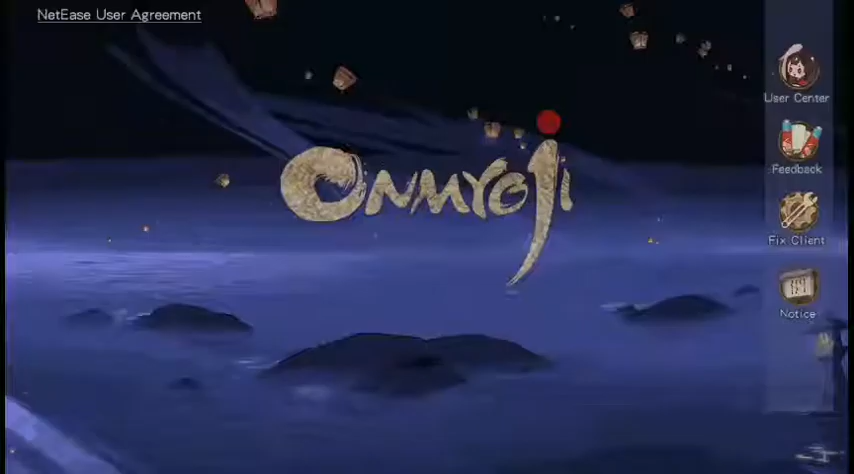 NetEase User Agreement
ONMYOJI
User Center
Feedback
Fix Client
Notice